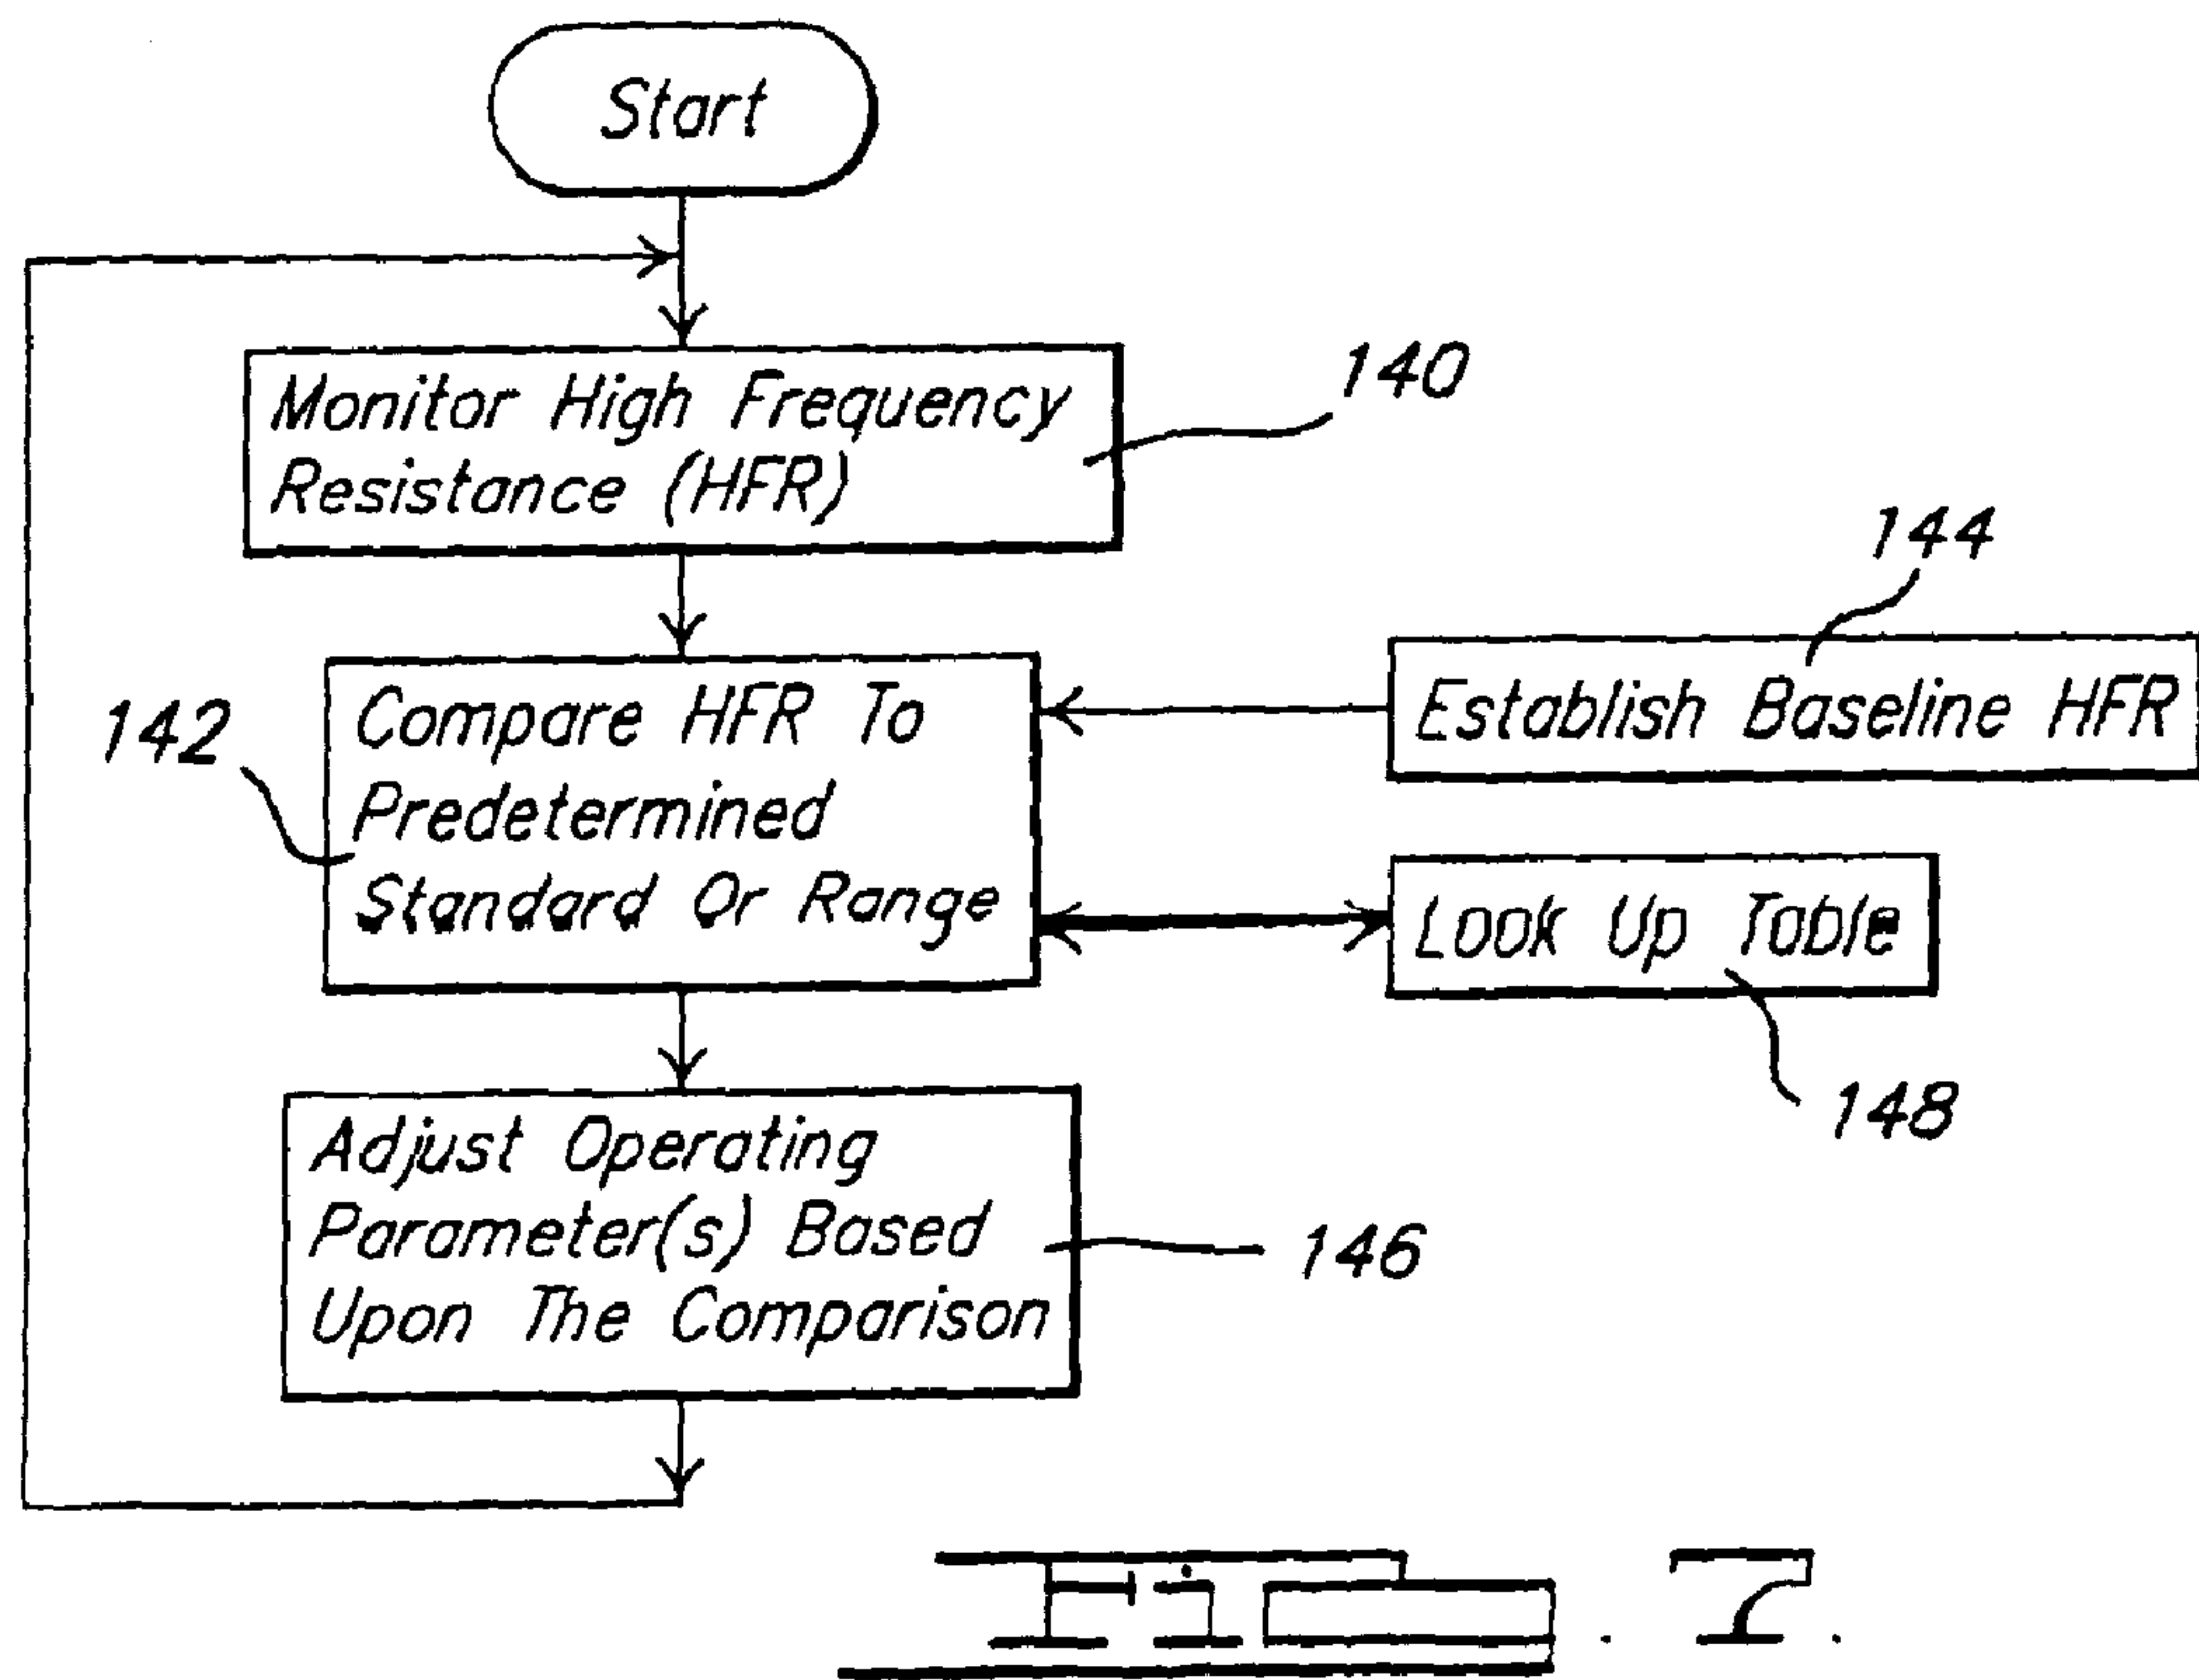 Start
Monitor High Frequency
Resistance (HFR)
140
144
Compare HFR To
Predetermined
Standard Or Range
142
Establish Baseline HFR
Look Up Table
148
Adjust Operating
Parameter(s) Based
Upon The Comparison
146
Fig. 7.